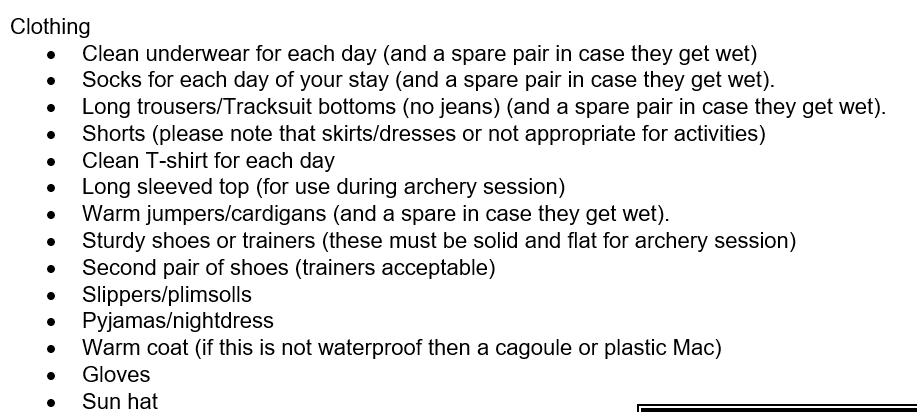 Clothing
• Clean underwear for each day (and a spare pair in case they get wet)
• Socks for each day of your stay (and a spare pair in case they get wet).
• Long trousers/Tracksuit bottoms (no jeans) (and a spare pair in case they get wet).
• Shorts (please note that skirts/dresses or not appropriate for activities)
• Clean T-shirt for each day
• Long sleeved top (for use during archery session)
• Warm jumpers/cardigans (and a spare in case they get wet).
• Sturdy shoes or trainers (these must be solid and flat for archery session)
• Second pair of shoes (trainers acceptable)
• Slippers/plimsolls
• Pyjamas/nightdress
• Warm coat (if this is not waterproof then a cagoule or plastic Mac)
• Gloves
• Sun hat